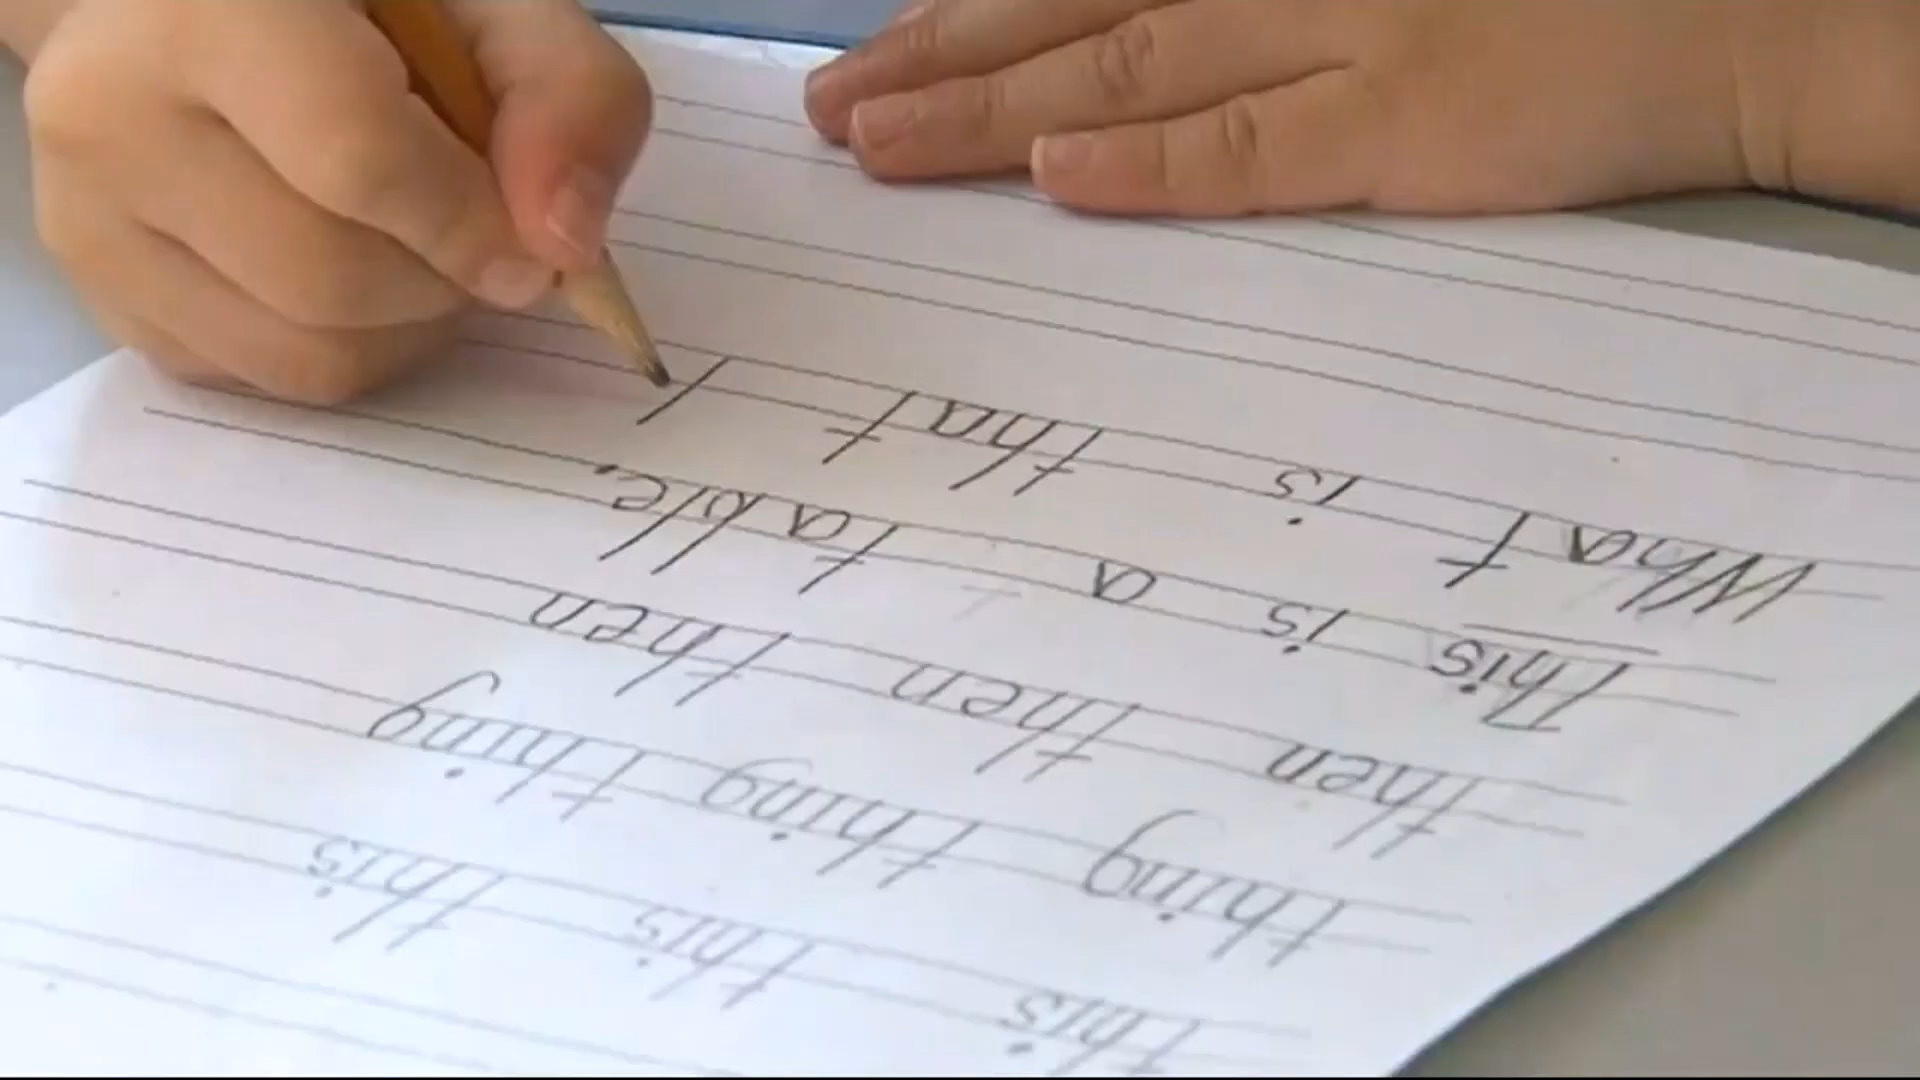 this this this
thing thing thing
then then then
This is a table.
What is that